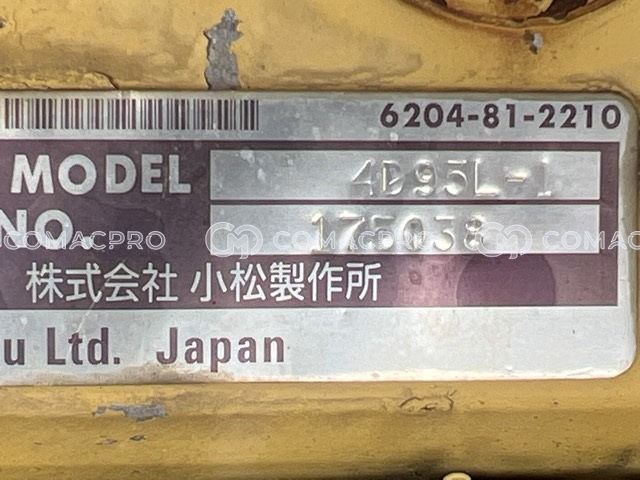 6204-81-2210
MODEL 4D95L-1
NO. 175038
COMACPRO COMACPRO COMACP
株式会社 小松製作所
u Ltd. Japan